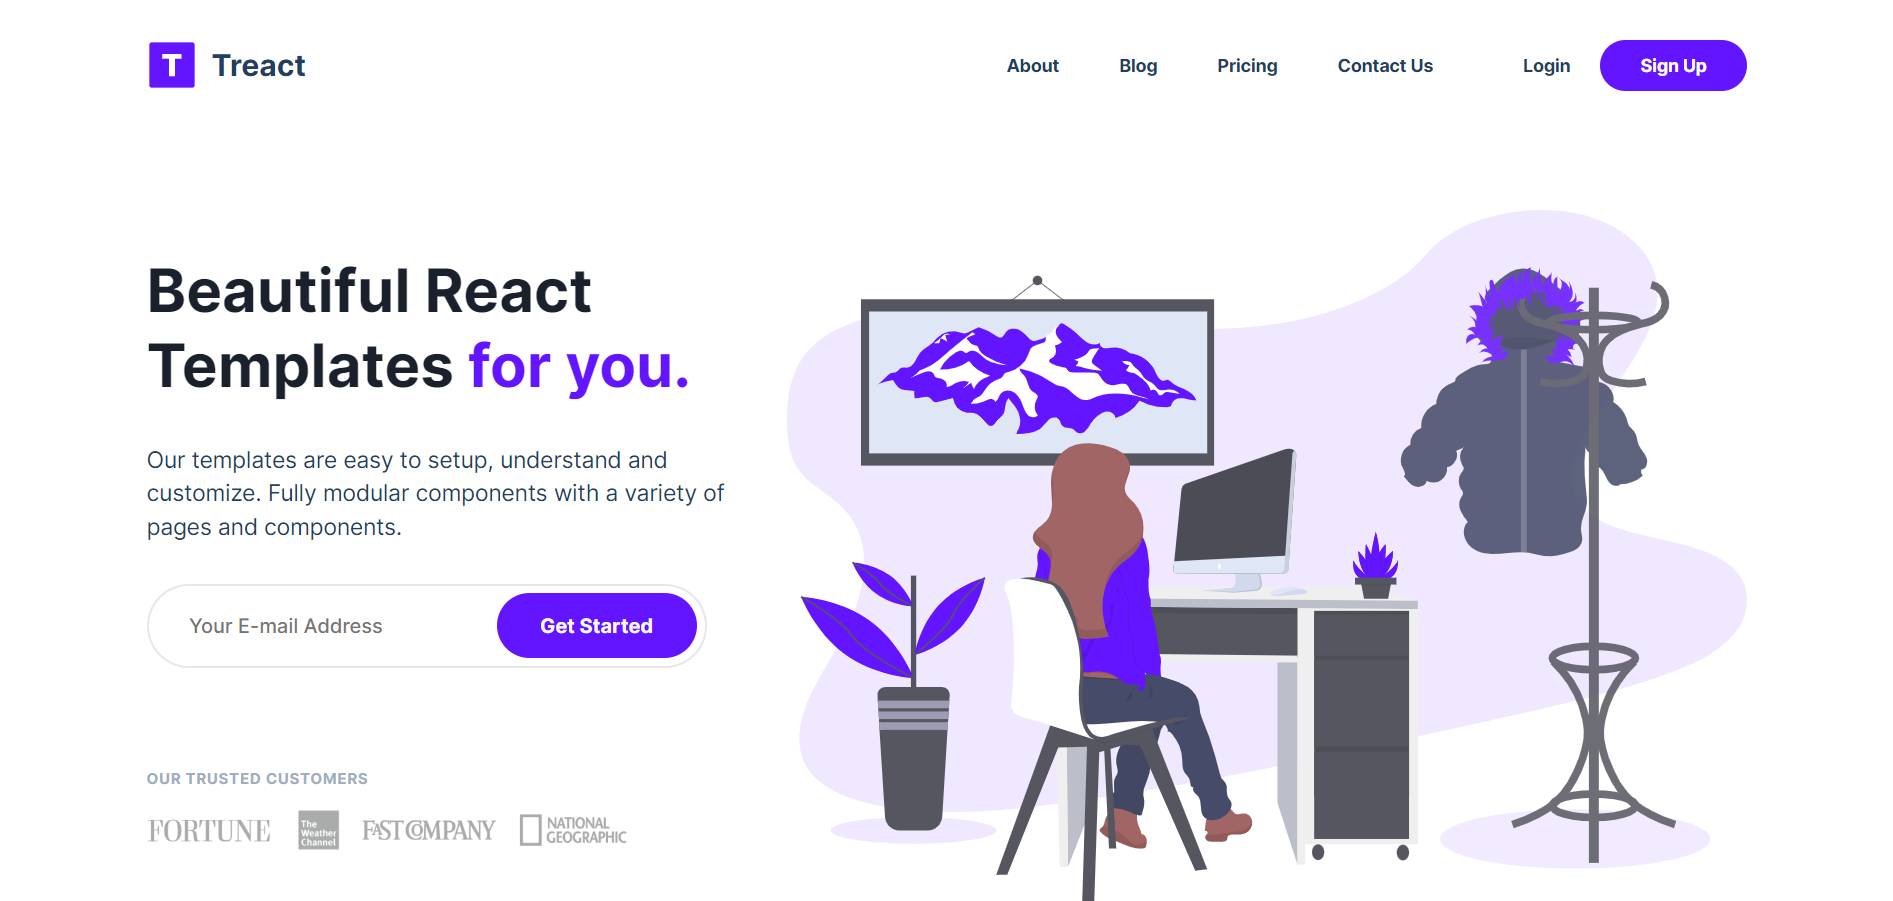 T Treact
About Blog Pricing Contact Us Login Sign Up
Beautiful React
Templates for you.
Our templates are easy to setup, understand and
customize. Fully modular components with a variety of
pages and components.
Your E-mail Address Get Started
OUR TRUSTED CUSTOMERS
FORTUNE
The
Weather
Channel
FAST COMPANY
NATIONAL
GEOGRAPHIC